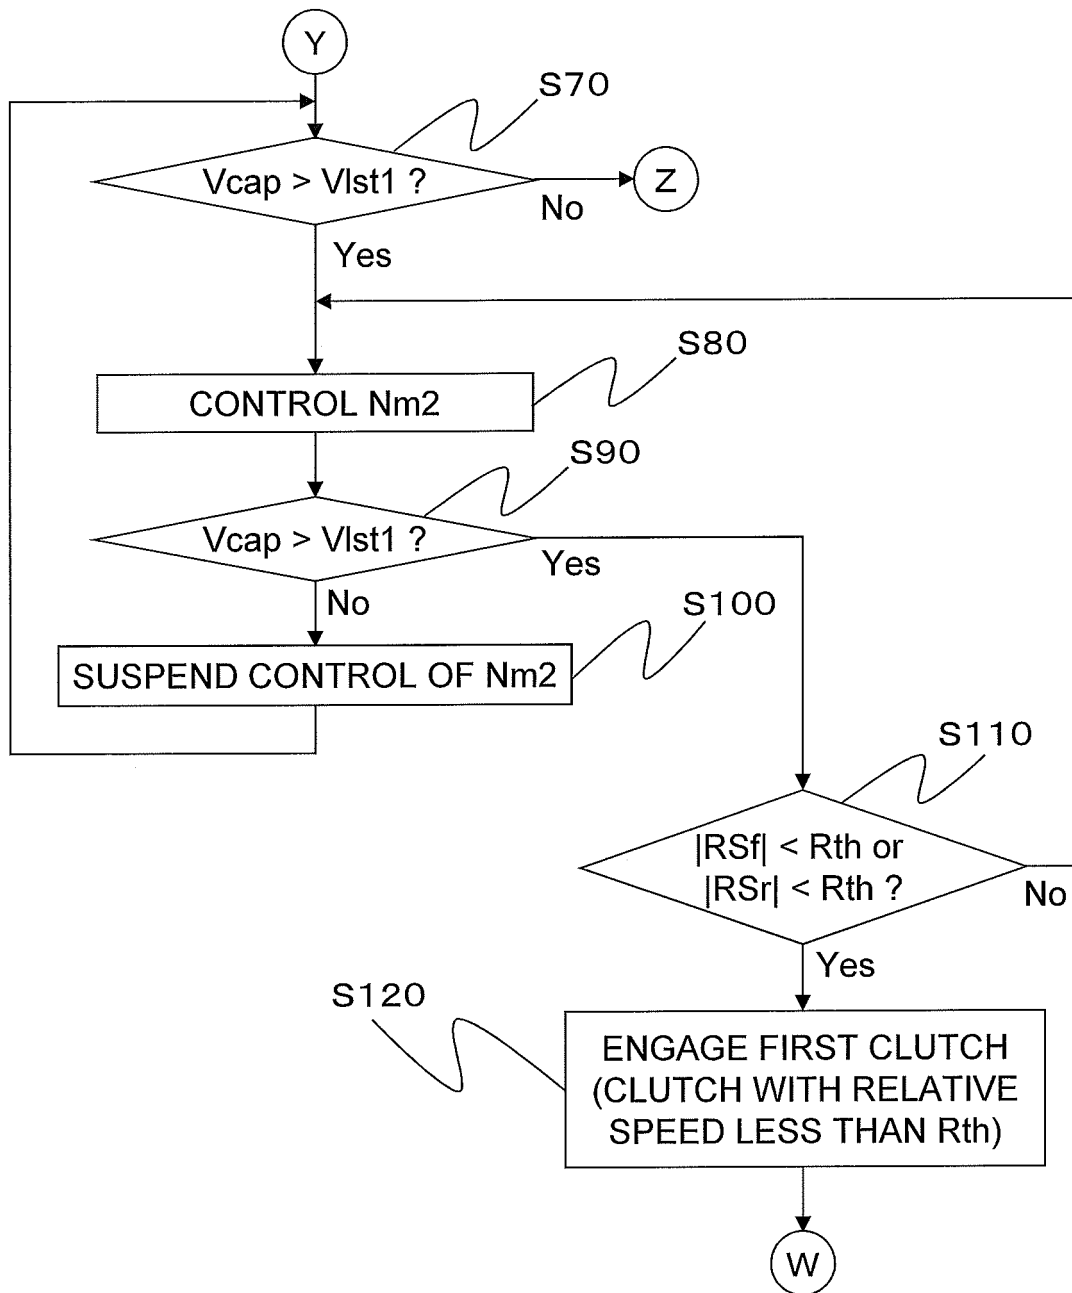 Y
S70
Vcap > Vlst1 ?
Z
No
Yes
S80
CONTROL Nm2
S90
Vcap > Vlst1 ?
Yes
No
S100
SUSPEND CONTROL OF Nm2
S110
|RSf| < Rth or
|RSr| < Rth ?
No
Yes
S120
ENGAGE FIRST CLUTCH
(CLUTCH WITH RELATIVE
SPEED LESS THAN Rth)
W